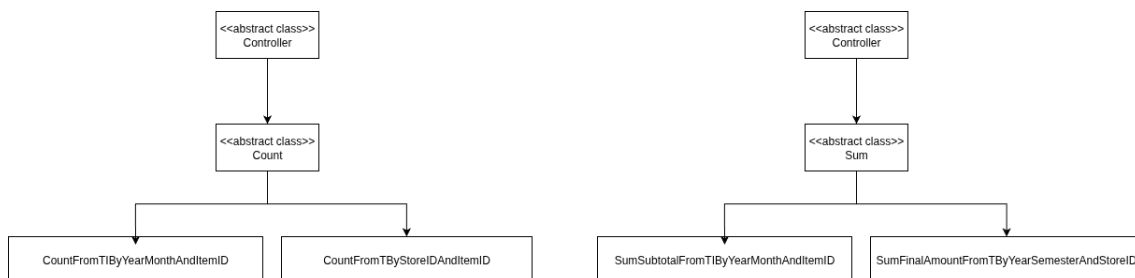 <<abstract class>>
Controller
<<abstract class>>
Controller
<<abstract class>>
Count
<<abstract class>>
Sum
CountFromTIByYearMonthAndItemID
CountFromTByStoreIDAndItemID
SumSubtotalFromTIByYearMonthAndItemID
SumFinalAmountFromTByYearSemesterAndStoreID